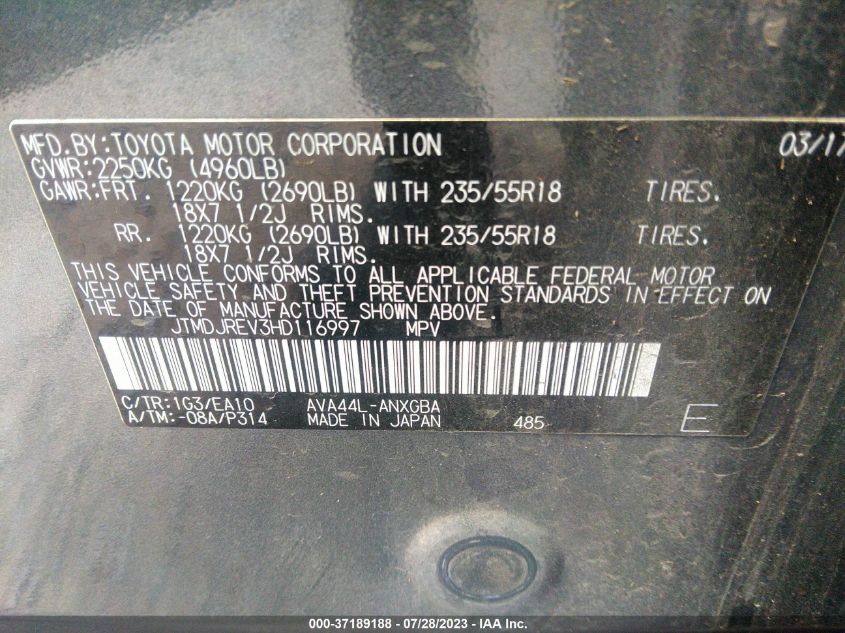 MFD.BY:TOYOTA MOTOR CORPORATION 03/17
GVWR:2250KG (4960LB)
GAWR:FRT. 1220KG (2690LB) WITH 235/55R18 TIRES.
18X7 1/2J RIMS.
RR. 1220KG (2690LB) WITH 235/55R18 TIRES.
18X7 1/2J RIMS.
THIS VEHICLE CONFORMS TO ALL APPLICABLE FEDERAL MOTOR
VEHICLE SAFETY AND THEFT PREVENTION STANDARDS IN EFFECT ON
THE DATE OF MANUFACTURE SHOWN ABOVE.
JTMDJREV3HD116997 MPV
C/TR:1G3/EA10 AVA44L-ANXGBA
A/TM:-08A/P314 MADE IN JAPAN 485 E
000-37189188 - 07/28/2023 - IAA Inc.